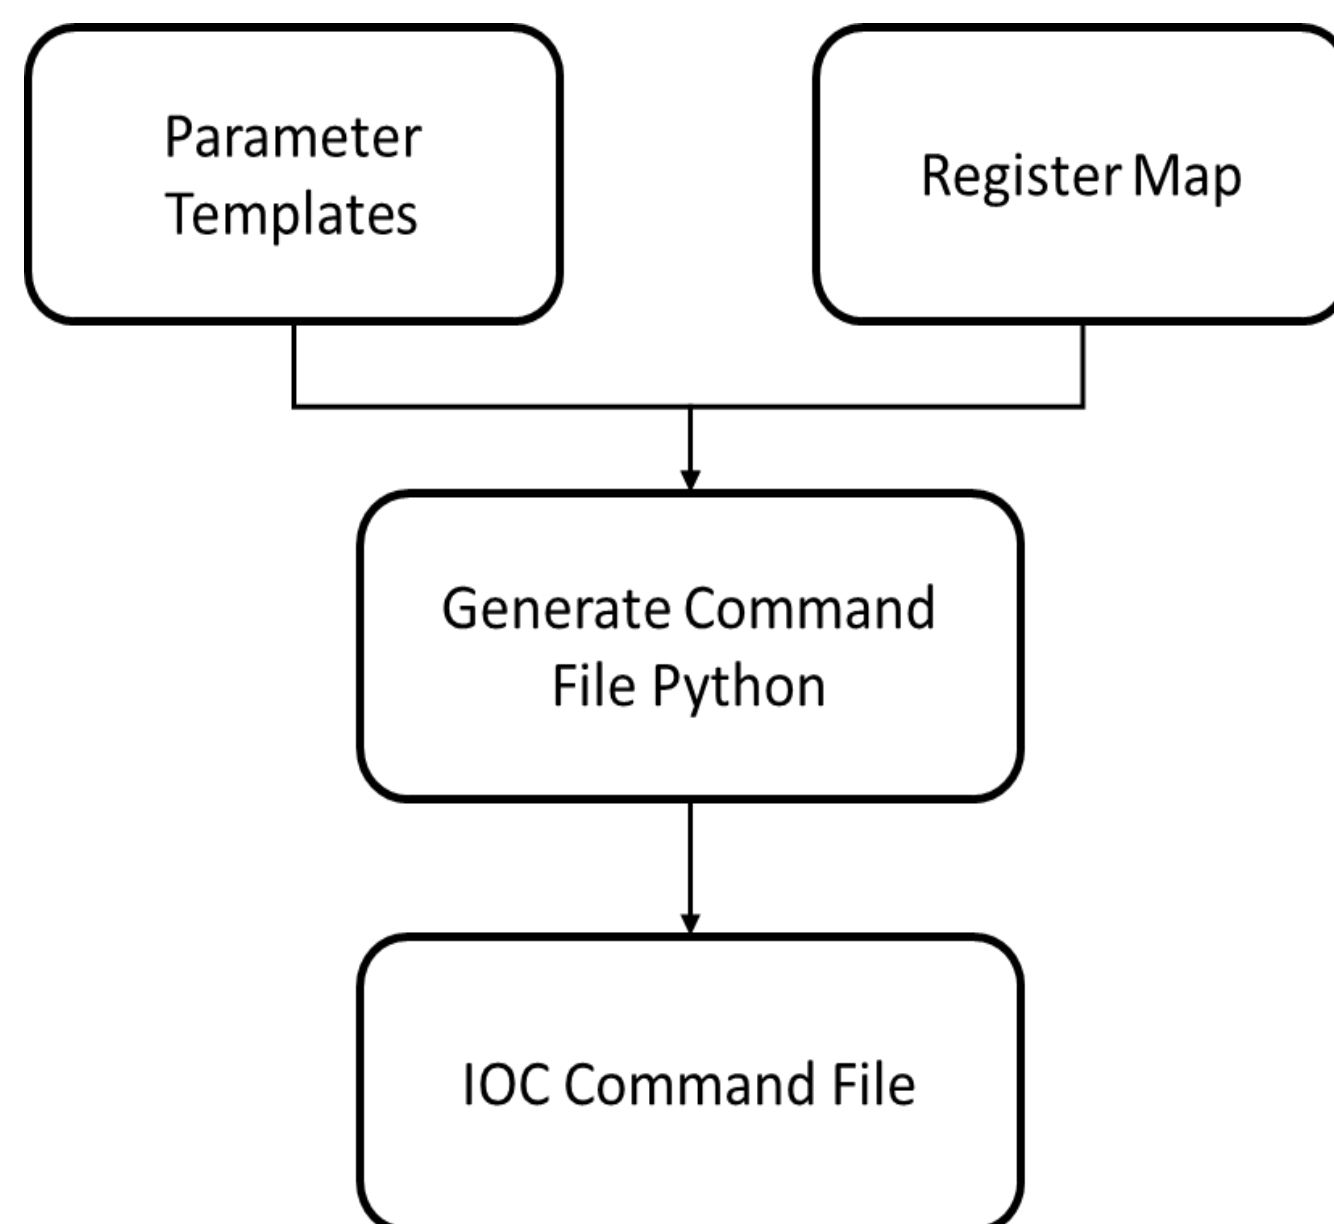 Parameter
Templates
Register Map
Generate Command
File Python
IOC Command File